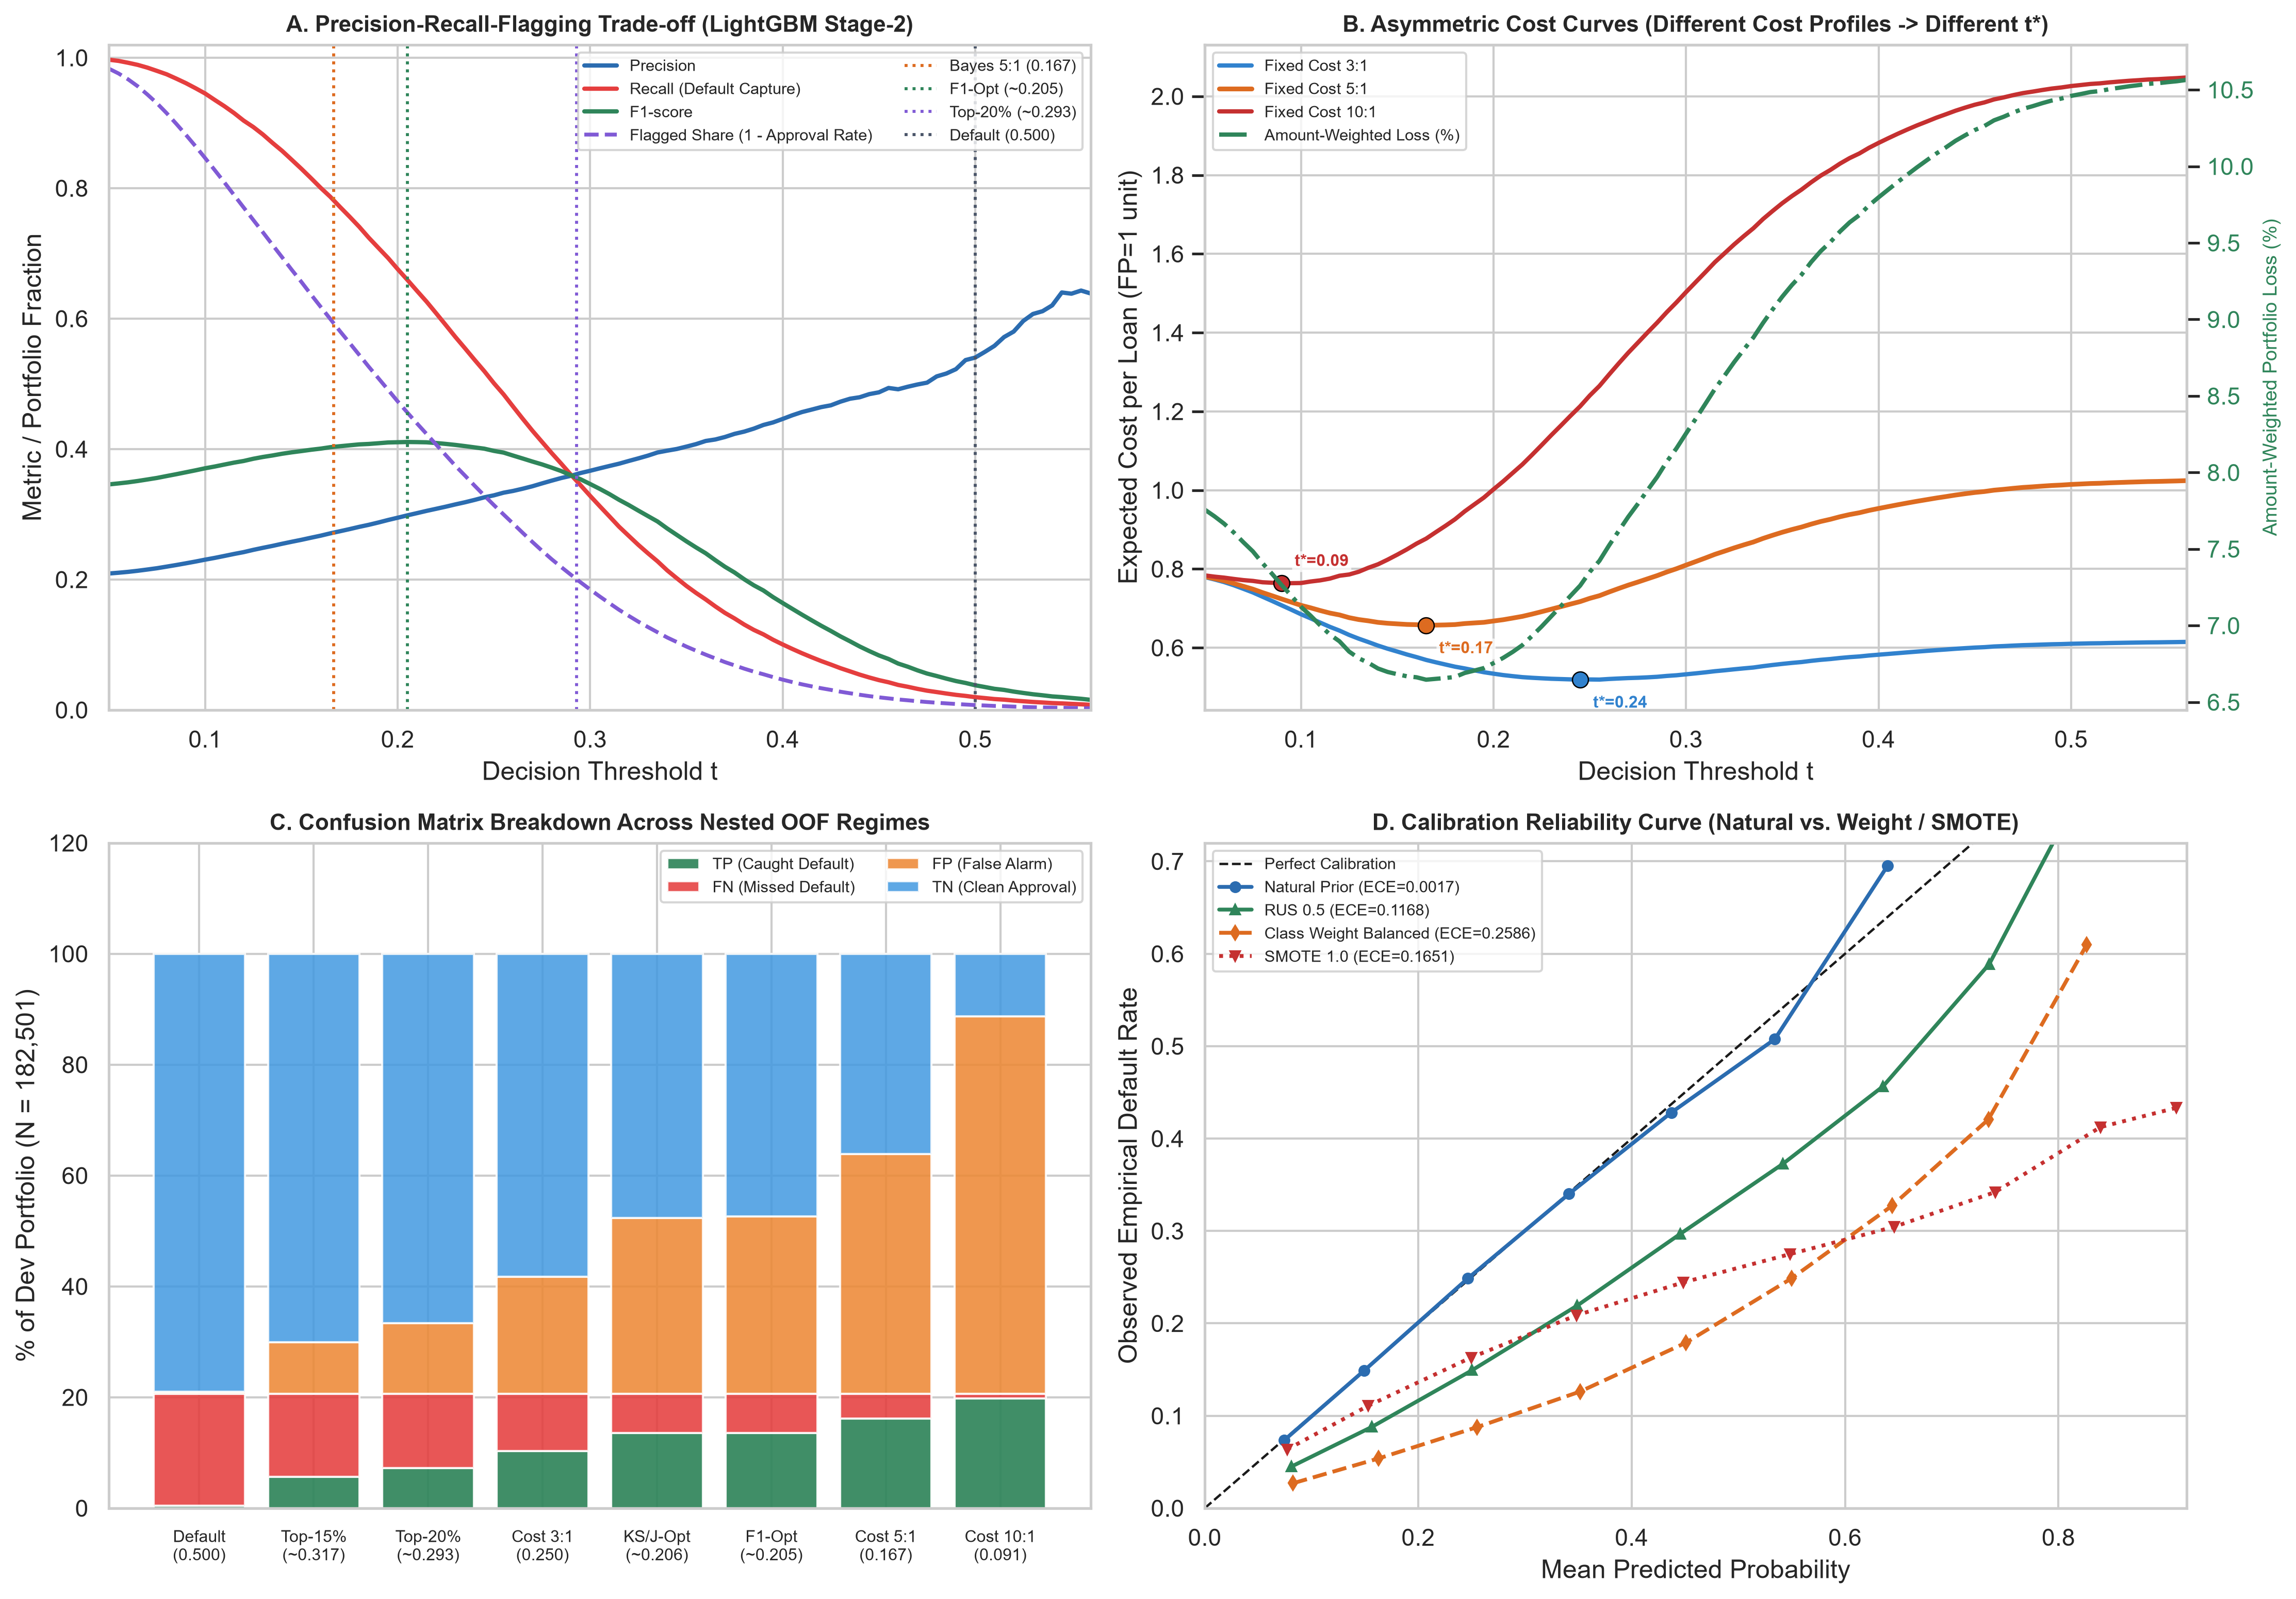 A. Precision-Recall-Flagging Trade-off (LightGBM Stage-2)
Metric / Portfolio Fraction
1.0
0.8
0.6
0.4
0.2
0.0
Precision
Recall (Default Capture)
F1-score
Flagged Share (1 - Approval Rate)
Bayes 5:1 (0.167)
F1-Opt (~0.205)
Top-20% (~0.293)
Default (0.500)
0.1 0.2 0.3 0.4 0.5
Decision Threshold t
B. Asymmetric Cost Curves (Different Cost Profiles -> Different t*)
Expected Cost per Loan (FP=1 unit)
2.0
1.8
1.6
1.4
1.2
1.0
0.8
0.6
Fixed Cost 3:1
Fixed Cost 5:1
Fixed Cost 10:1
Amount-Weighted Loss (%)
t*=0.09
t*=0.17
t*=0.24
10.5
10.0
9.5
9.0
8.5
8.0
7.5
7.0
6.5
Amount-Weighted Portfolio Loss (%)
0.1 0.2 0.3 0.4 0.5
Decision Threshold t
C. Confusion Matrix Breakdown Across Nested OOF Regimes
% of Dev Portfolio (N = 182,501)
120
100
80
60
40
20
0
TP (Caught Default)
FN (Missed Default)
FP (False Alarm)
TN (Clean Approval)
Default Top-15% Top-20% Cost 3:1 KS/J-Opt F1-Opt Cost 5:1 Cost 10:1
(0.500) (~0.317) (~0.293) (0.250) (~0.206) (~0.205) (0.167) (0.091)
D. Calibration Reliability Curve (Natural vs. Weight / SMOTE)
Observed Empirical Default Rate
0.7
0.6
0.5
0.4
0.3
0.2
0.1
0.0
Perfect Calibration
Natural Prior (ECE=0.0017)
RUS 0.5 (ECE=0.1168)
Class Weight Balanced (ECE=0.2586)
SMOTE 1.0 (ECE=0.1651)
0.0 0.2 0.4 0.6 0.8
Mean Predicted Probability